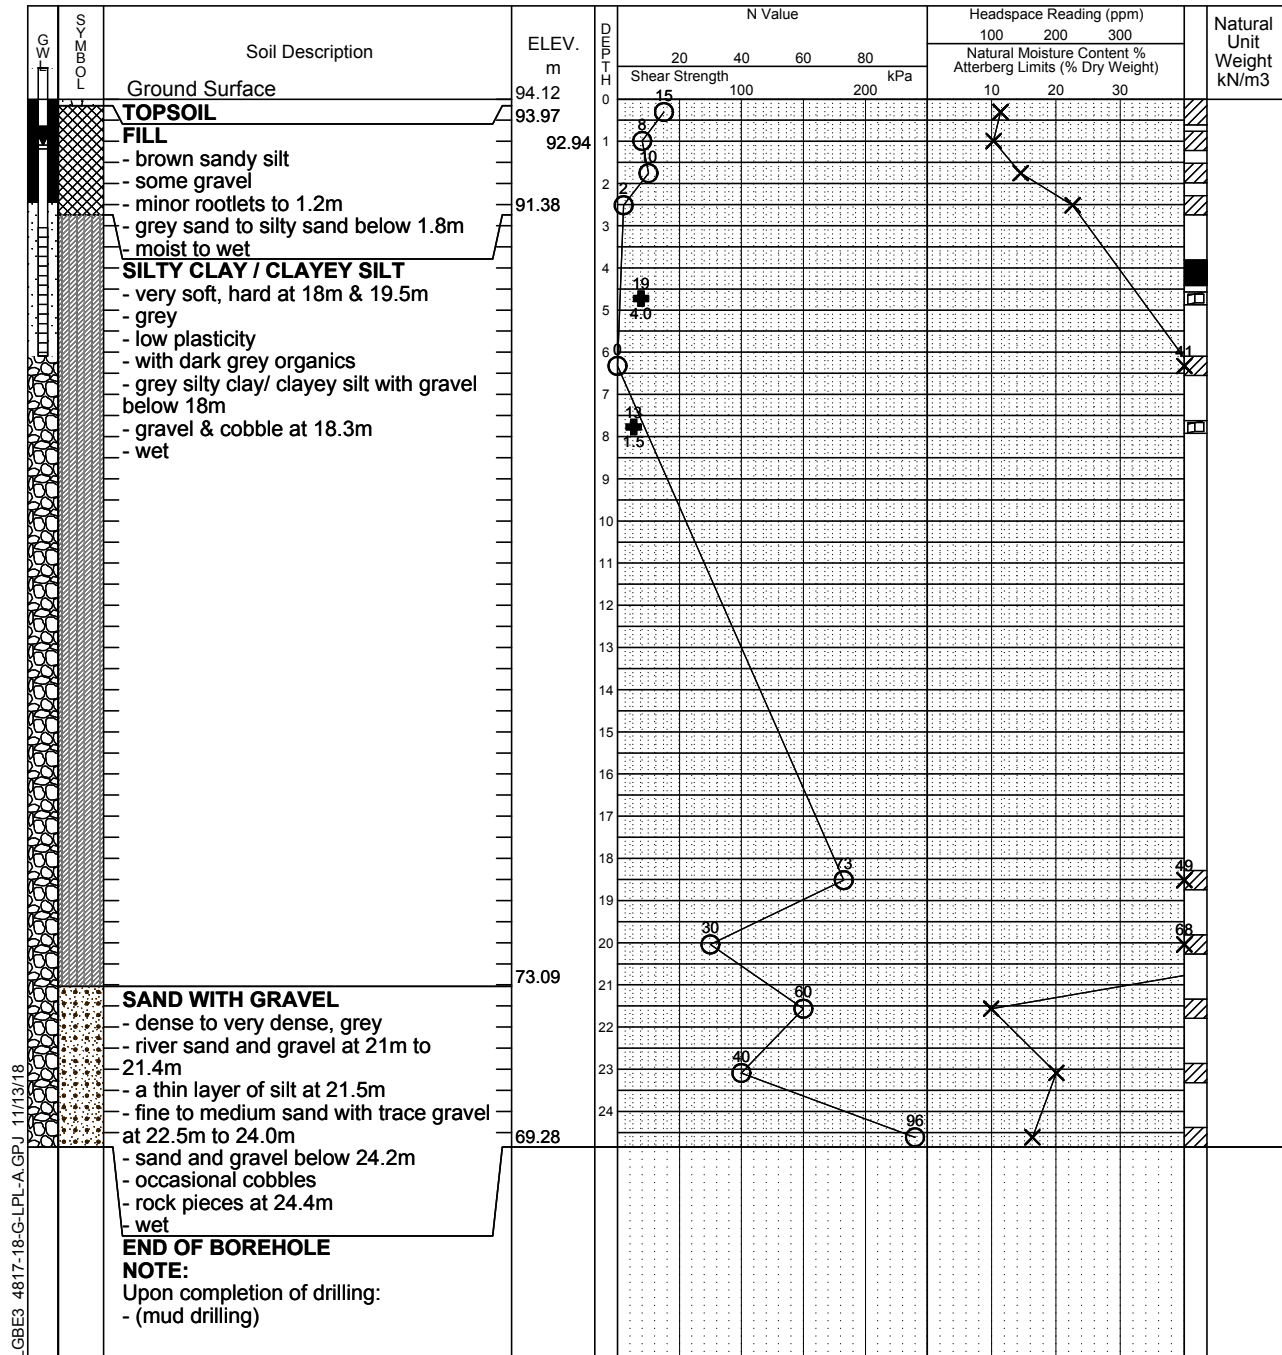 GWL
SYMBOL
Soil Description
ELEV.
m
DEPTH
N Value
20 40 60 80
Shear Strength kPa
100 200
Headspace Reading (ppm)
100 200 300
Natural Moisture Content %
Atterberg Limits (% Dry Weight)
10 20 30
Natural
Unit
Weight
kN/m3
Ground Surface 94.12 0
TOPSOIL 93.97 15
FILL 92.94 8
1
- brown sandy silt
- some gravel 10
2
- minor rootlets to 1.2m 91.38 2
- grey sand to silty sand below 1.8m 3
- moist to wet
SILTY CLAY / CLAYEY SILT 4
- very soft, hard at 18m & 19.5m 19
- grey 5 4.0
- low plasticity
- with dark grey organics 6 0 41
- grey silty clay/ clayey silt with gravel
below 18m 7
- gravel & cobble at 18.3m 13
- wet 8 1.5
9
10
11
12
13
14
15
16
17
18 73 49
19
20 30 68
73.09
21
SAND WITH GRAVEL 60
- dense to very dense, grey 22
- river sand and gravel at 21m to
21.4m 23 40
- a thin layer of silt at 21.5m
- fine to medium sand with trace gravel 24
at 22.5m to 24.0m 69.28 96
- sand and gravel below 24.2m
- occasional cobbles
- rock pieces at 24.4m
- wet
END OF BOREHOLE
NOTE:
Upon completion of drilling:
- (mud drilling)
LGBE3 4817-18-G-LPL-A.GPJ 11/13/18